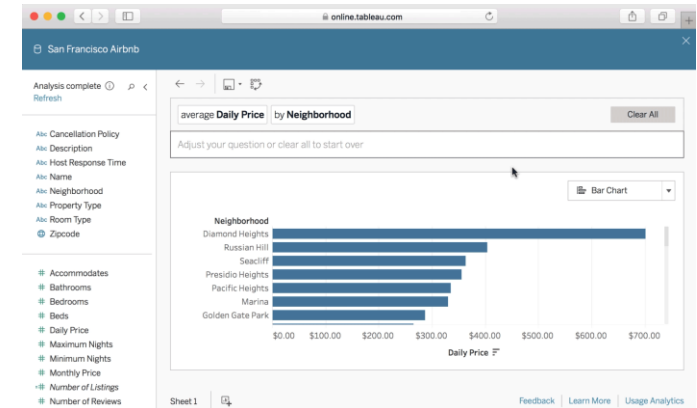 online.tableau.com
San Francisco Airbnb
Analysis complete
Refresh
Abc Cancellation Policy
Abc Description
Abc Host Response Time
Abc Name
Abc Neighborhood
Abc Property Type
Abc Room Type
Zipcode
# Accommodates
# Bathrooms
# Bedrooms
# Beds
# Daily Price
# Maximum Nights
# Minimum Nights
# Monthly Price
=# Number of Listings
# Number of Reviews
average Daily Price by Neighborhood
Clear All
Adjust your question or clear all to start over
Bar Chart
Neighborhood
Diamond Heights
Russian Hill
Seacliff
Presidio Heights
Pacific Heights
Marina
Golden Gate Park
$0.00 $100.00 $200.00 $300.00 $400.00 $500.00 $600.00 $700.00
Daily Price
Sheet 1
Feedback Learn More Usage Analytics